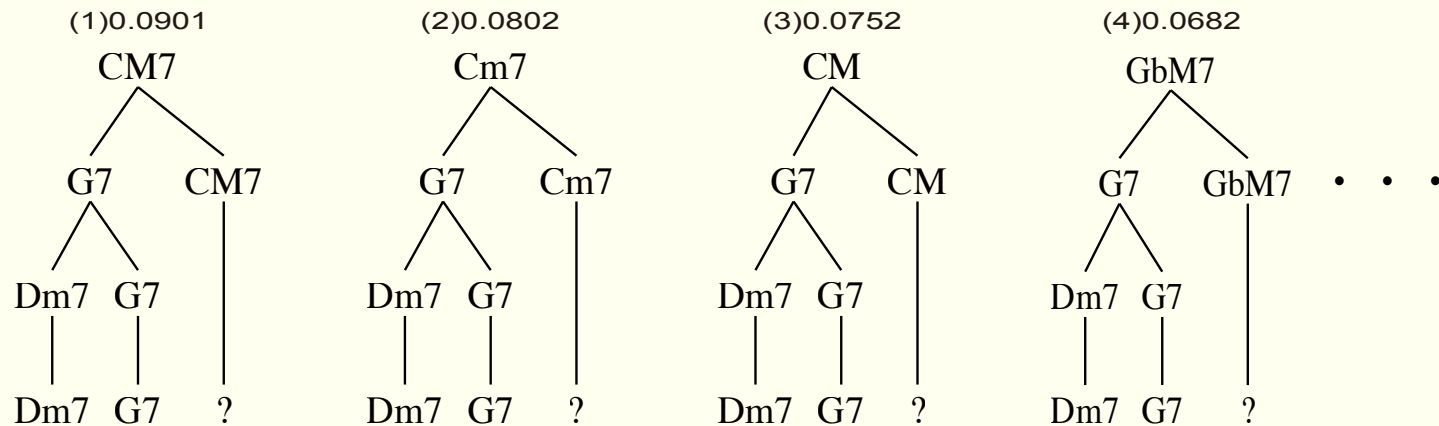 (1)0.0901 (2)0.0802 (3)0.0752 (4)0.0682
CM7 Cm7 CM GbM7
G7 CM7 G7 Cm7 G7 CM G7 GbM7 • • •
Dm7 G7 Dm7 G7 Dm7 G7 Dm7 G7
Dm7 G7 ? Dm7 G7 ? Dm7 G7 ? Dm7 G7 ?